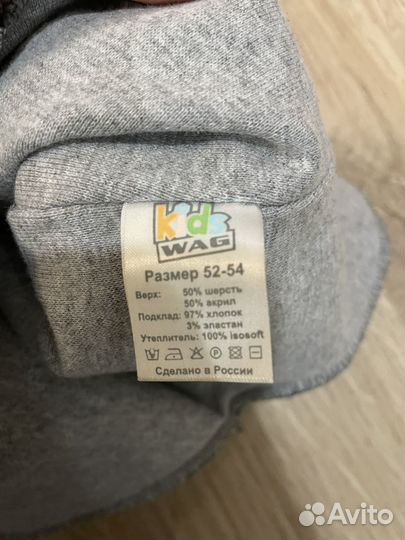 kids
WAG
Размер 52-54
Верх: 50% шерсть
50% акрил
Подклад: 97% хлопок
3% эластан
Утеплитель: 100% isosoft
Сделано в России
Avito